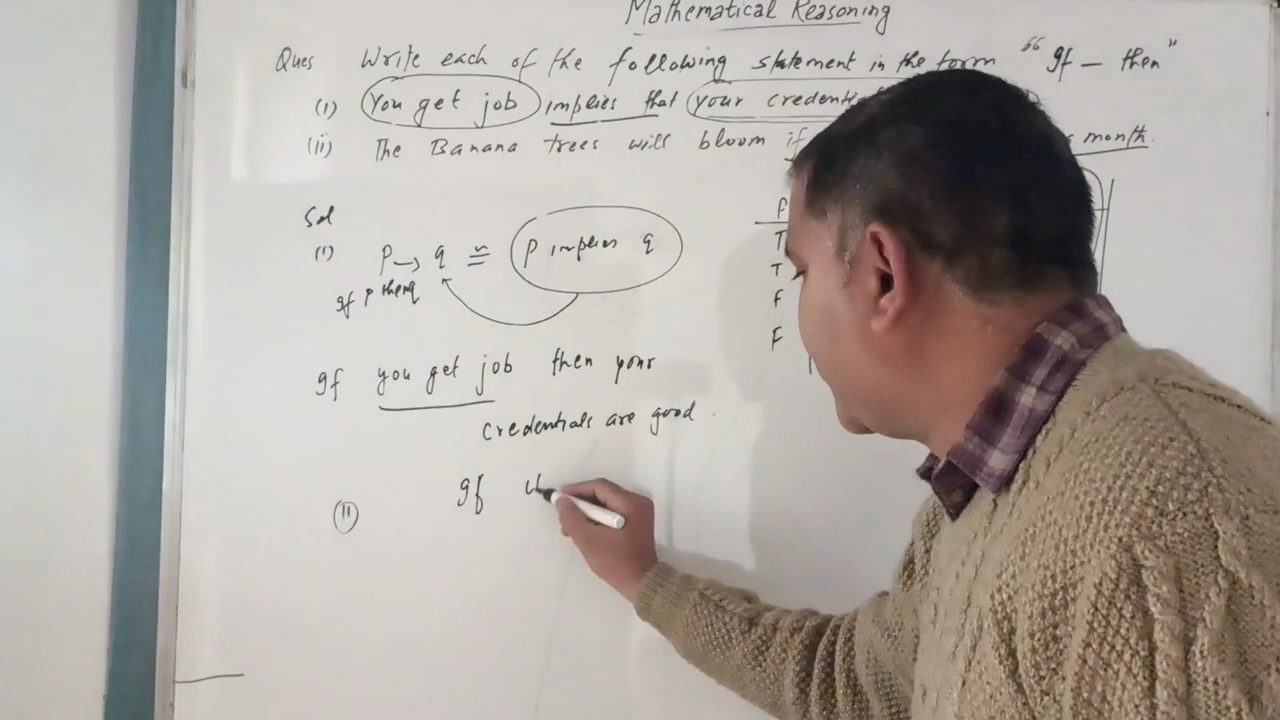 Mathematical Reasoning
Ques Write each of the following statement in the form "If — then"
(i) You get job implies that your
(ii) The Banana trees will bloom if month.
Sol
(i) p → q ≅ p implies q
If p then q
P
T
T
F
F
If you get job then your
credentials are good.
(ii) If